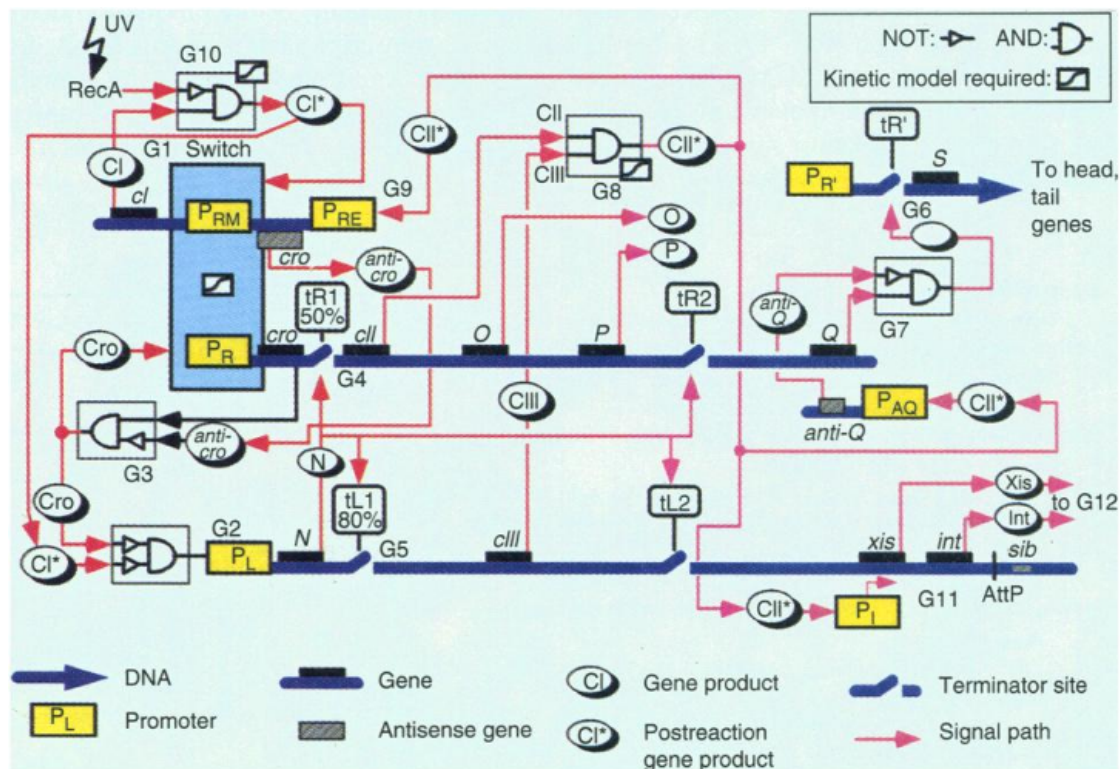 UV
G10
NOT: AND:
Kinetic model required:
RecA
CI*
CII*
CII
CIII
G8
CII*
tR'
CI
G1 Switch
cI
PRM
PRE
G9
PR'
S
G6
To head,
tail
genes
O
P
cro
anti-
cro
tR1
50%
tR2
anti-
Q
G7
Cro
PR
cro
G4
cII
O
P
Q
CIII
PAQ
CII*
anti-Q
G3
anti-
cro
N
Cro
tL1
80%
tL2
Xis
to G12
Int
CI*
G2
PL
N
G5
cIII
xis
int
sib
AttP
G11
CII*
PI
DNA
Gene
CI
Gene product
Terminator site
PL
Promoter
Antisense gene
CI*
Postreaction
gene product
Signal path